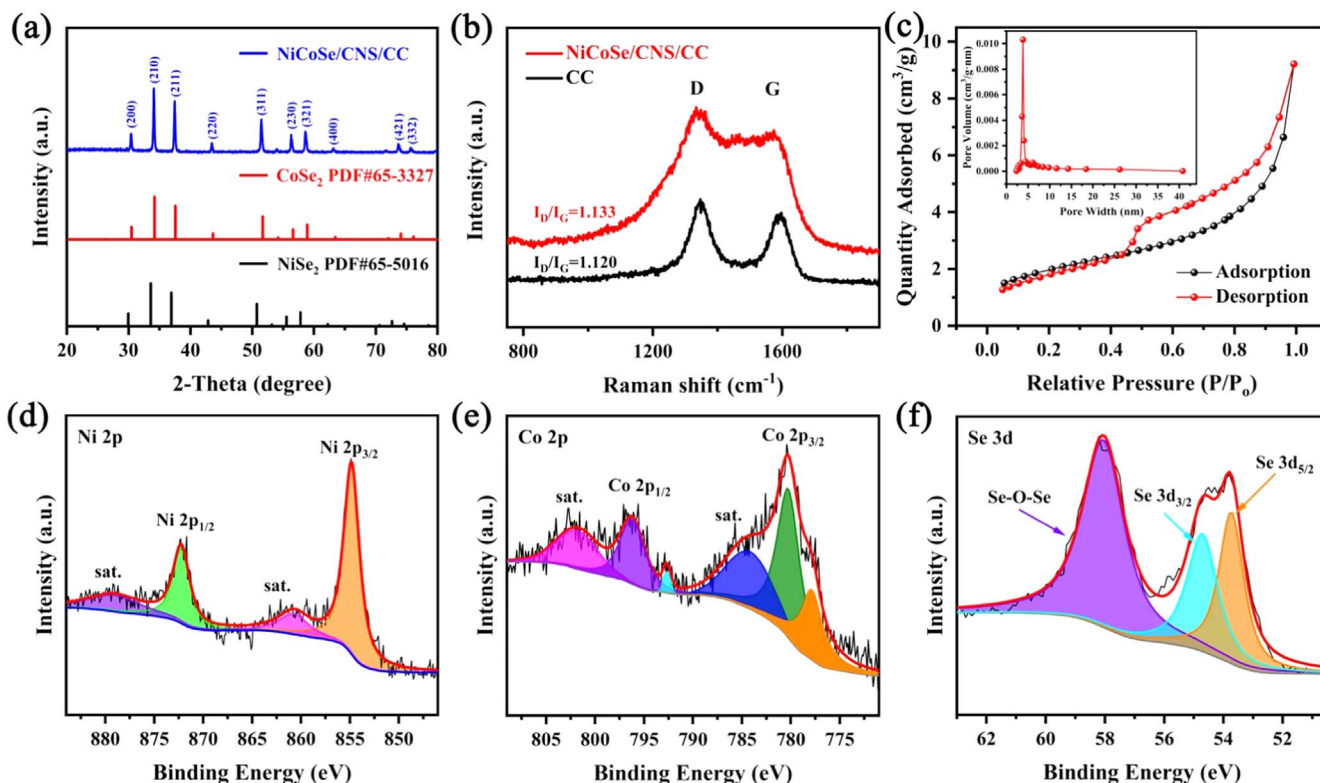 (a)
Intensity (a.u.)
NiCoSe/CNS/CC
(200)
(210)
(211)
(220)
(311)
(230)
(321)
(400)
(421)
(332)
CoSe₂ PDF#65-3327
NiSe₂ PDF#65-5016
20 30 40 50 60 70 80
2-Theta (degree)
(b)
Intensity (a.u.)
NiCoSe/CNS/CC
CC
D G
I_D/I_G=1.133
I_D/I_G=1.120
800 1200 1600
Raman shift (cm⁻¹)
(c)
Quantity Adsorbed (cm³/g)
10
8
6
4
2
0
Pore Volume (cm³/g·nm)
0.010
0.008
0.006
0.004
0.002
0.000
0 10 20 30 40
Pore Width (nm)
Adsorption
Desorption
0.0 0.2 0.4 0.6 0.8 1.0
Relative Pressure (P/Pₒ)
(d)
Ni 2p
Intensity (a.u.)
sat.
Ni 2p₁/₂
sat.
Ni 2p₃/₂
880 875 870 865 860 855 850
Binding Energy (eV)
(e)
Co 2p
Intensity (a.u.)
sat.
Co 2p₁/₂
sat.
Co 2p₃/₂
805 800 795 790 785 780 775
Binding Energy (eV)
(f)
Se 3d
Intensity (a.u.)
Se-O-Se
Se 3d₃/₂
Se 3d₅/₂
62 60 58 56 54 52
Binding Energy (eV)